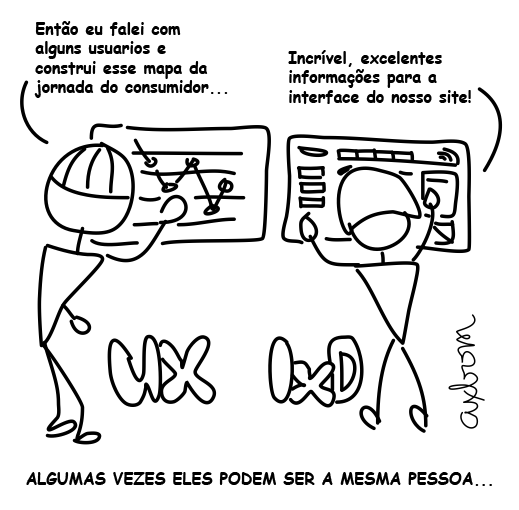 Então eu falei com
alguns usuarios e
construi esse mapa da
jornada do consumidor...
Incrível, excelentes
informações para a
interface do nosso site!
UX
IxD
axbom
ALGUMAS VEZES ELES PODEM SER A MESMA PESSOA...